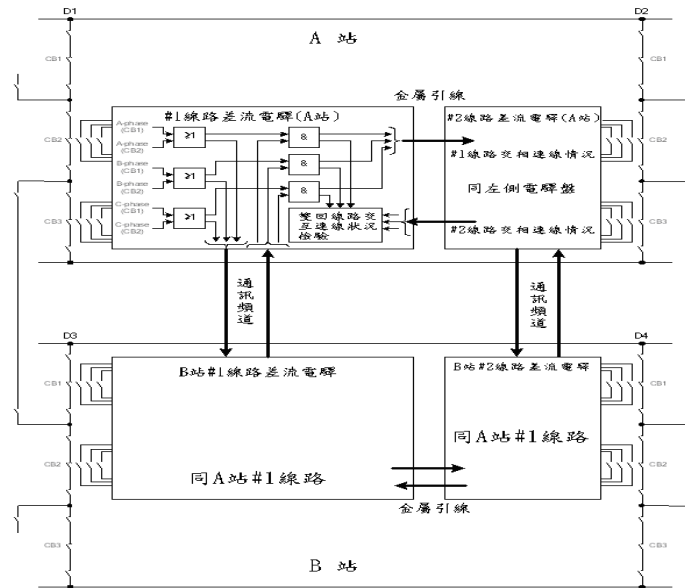 D1
D2
A 站
CB1
CB1
金屬引線
#1線路差流電驛(A站)
#2線路差流電驛(A站)
A-phase
(CB1)
≥1
&
A-phase
(CB2)
CB2
CB2
#1線路交相連線情況
B-phase
(CB1)
≥1
&
B-phase
(CB2)
同左側電驛盤
C-phase
(CB1)
≥1
&
C-phase
(CB2)
雙回線路交
互連線狀況
檢驗
CB3
CB3
#2線路交相連線情況
通訊頻道
通訊頻道
D3
D4
B站#1線路差流電驛
B站#2線路差流電驛
CB1
CB1
同A站#1線路
CB2
CB2
同A站#1線路
金屬引線
CB3
CB3
B 站